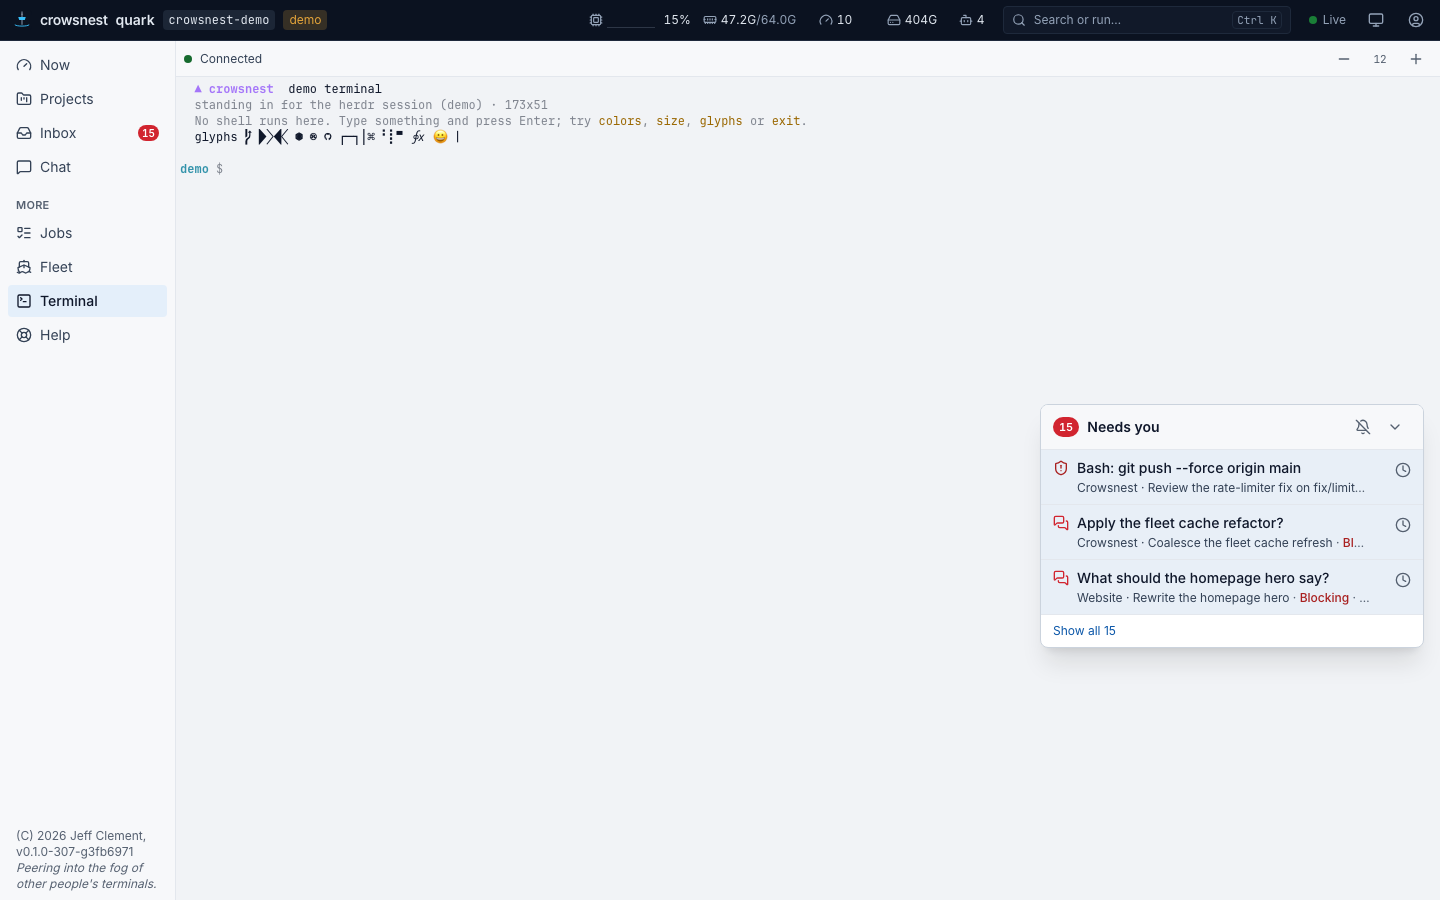 crowsnest quark crowsnest-demo demo 15% 47.2G/64.0G 10 404G 4 Search or run... Ctrl K Live
Now
Projects
Inbox 15
Chat
MORE
Jobs
Fleet
Terminal
Help
(C) 2026 Jeff Clement,
v0.1.0-307-g3fb6971
Peering into the fog of
other people's terminals.
Connected 12
▲ crowsnest demo terminal
standing in for the herdr session (demo) · 173x51
No shell runs here. Type something and press Enter; try colors, size, glyphs or exit.
glyphs
demo $
15 Needs you
Bash: git push --force origin main
Crowsnest · Review the rate-limiter fix on fix/limit...
Apply the fleet cache refactor?
Crowsnest · Coalesce the fleet cache refresh · Bl...
What should the homepage hero say?
Website · Rewrite the homepage hero · Blocking · ...
Show all 15